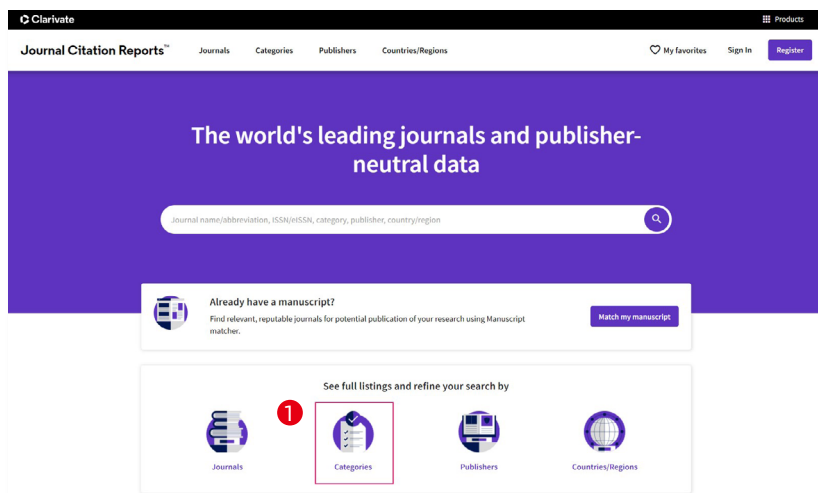 Clarivate
Products
Journal Citation Reports™
Journals
Categories
Publishers
Countries/Regions
My favorites
Sign In
Register
The world's leading journals and publisher-
neutral data
Journal name/abbreviation, ISSN/eISSN, category, publisher, country/region
Already have a manuscript?
Find relevant, reputable journals for potential publication of your research using Manuscript
matcher.
Match my manuscript
See full listings and refine your search by
1
Journals
Categories
Publishers
Countries/Regions